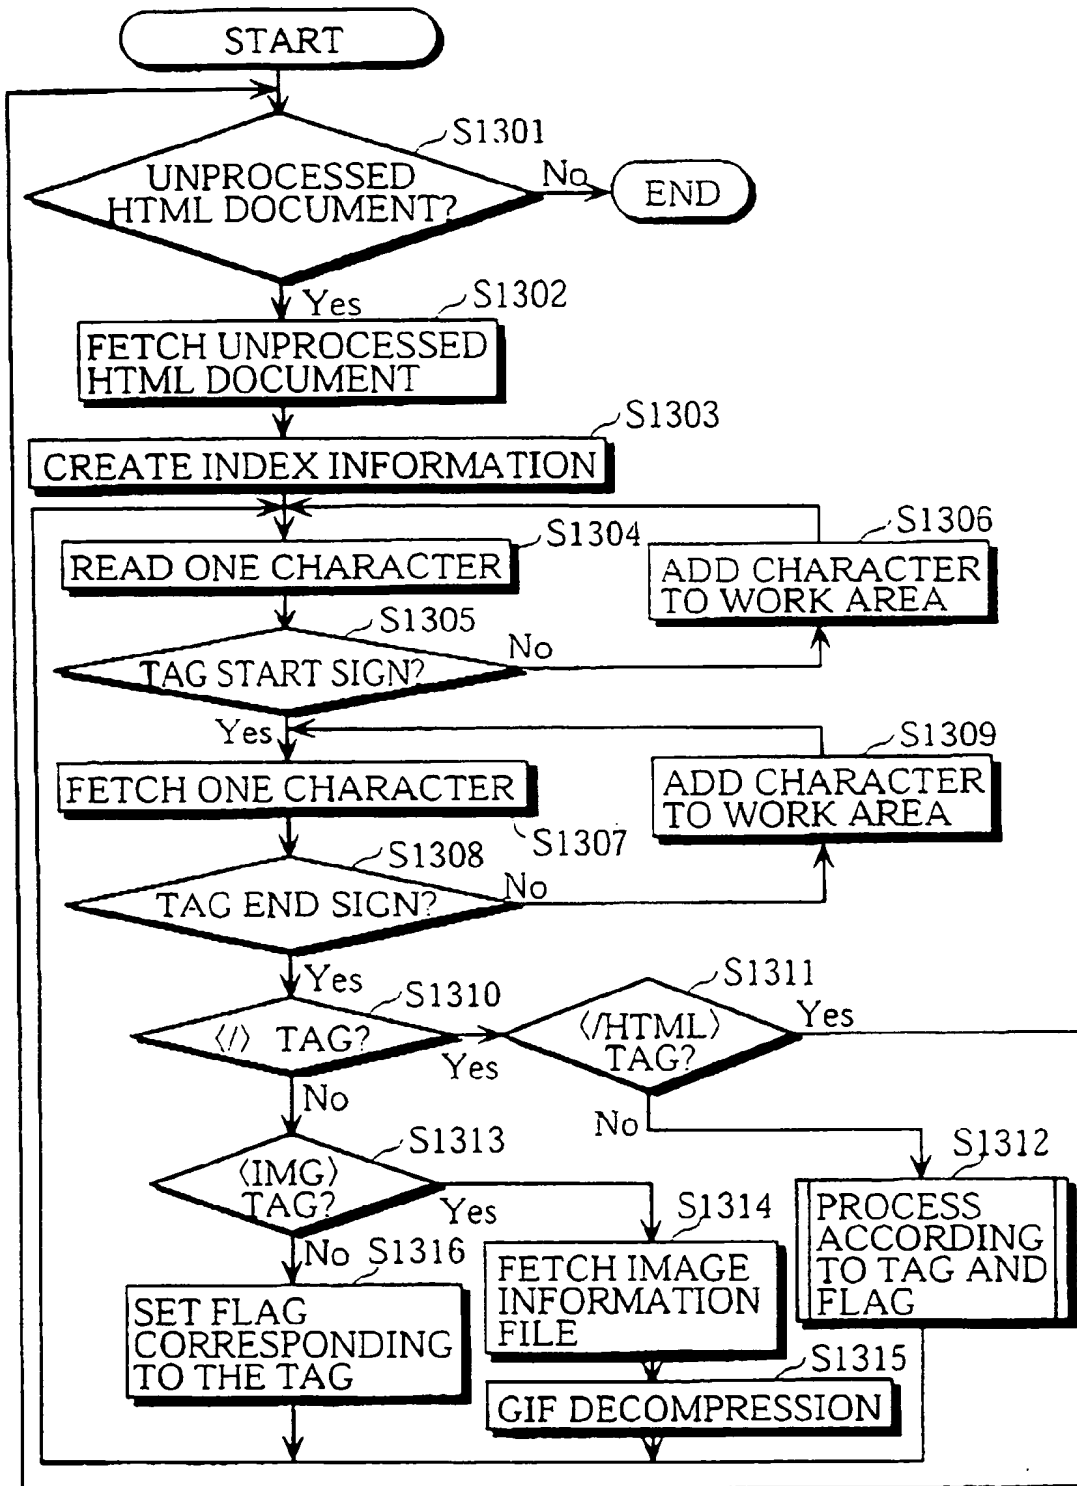 START
S1301
UNPROCESSED
HTML DOCUMENT?
No
END
Yes
S1302
FETCH UNPROCESSED
HTML DOCUMENT
S1303
CREATE INDEX INFORMATION
S1304
READ ONE CHARACTER
S1306
ADD CHARACTER
TO WORK AREA
S1305
TAG START SIGN?
No
Yes
FETCH ONE CHARACTER
S1307
S1309
ADD CHARACTER
TO WORK AREA
S1308
TAG END SIGN?
No
Yes
S1310
⟨/⟩ TAG?
Yes
No
S1311
⟨/HTML⟩
TAG?
Yes
No
S1312
PROCESS
ACCORDING
TO TAG AND
FLAG
S1313
⟨IMG⟩
TAG?
Yes
No
S1314
FETCH IMAGE
INFORMATION
FILE
S1316
SET FLAG
CORRESPONDING
TO THE TAG
S1315
GIF DECOMPRESSION